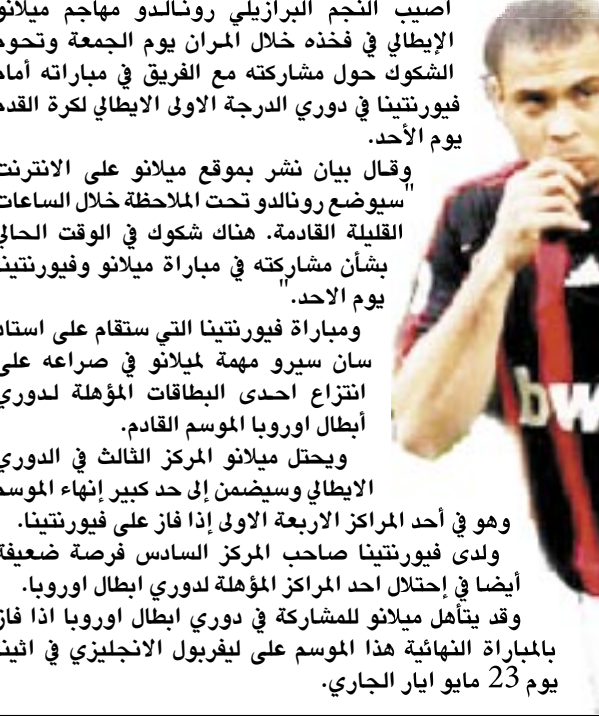 اصيب النجم البرازيلي رونـالـدو مهاجم ميلانو
الإيطالي في فخذه خلال المران يوم الجمعة وتحوم
الشكوك حول مشاركته مع الفريق في مباراته أمام
فيورنتينا في دوري الدرجة الاولى الايطالي لكرة القدم
يوم الأحد.
وقـال بيان نشر بموقع ميلانو على الانترنت
"سيوضع رونالدو تحت الملاحظة خلال الساعات
القليلة القادمة. هناك شكوك في الوقت الحالي
بشأن مشاركته في مباراة ميلانو وفيورنتينا
يوم الاحد."
ومباراة فيورنتينا التي ستقام على استاد
سان سيرو مهمة لميلانو في صراعه على
انتزاع احـدى البطاقات المؤهلة لـدوري
أبطال اوروبا الموسم القادم.
ويحتل ميلانو المركز الثالث في الدوري
الايطالي وسيضمن إلى حد كبير إنهاء الموسم
وهو في أحد المراكز الاربعة الاولى إذا فاز على فيورنتينا.
ولدى فيورنتينا صاحب المركز السادس فرصة ضعيفة
أيضا في إحتلال احد المراكز المؤهلة لدوري ابطال اوروبا.
وقد يتأهل ميلانو للمشاركة في دوري ابطال اوروبا اذا فاز
بالمباراة النهائية هذا الموسم على ليفربول الانجليزي في اثينا
يوم 23 مايو ايار الجاري.
bw